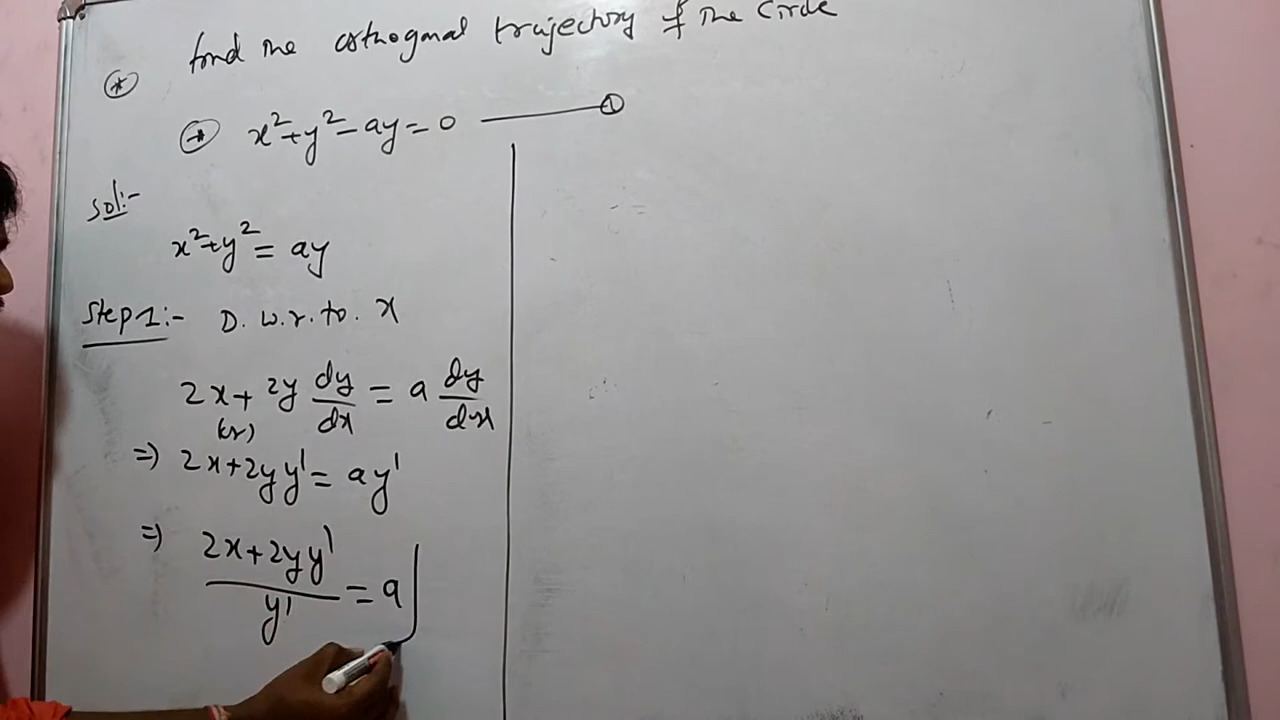 find the orthogonal trajectory of the Circle
* 
* x²+y²-ay=0 ——— ①
Sol:-
x²+y² = ay
Step1:- D. w.r.to. x
2x+2y dy/dx = a dy/dx
(or)
=) 2x+2yy' = ay'
=) 2x+2yy' / y' = a